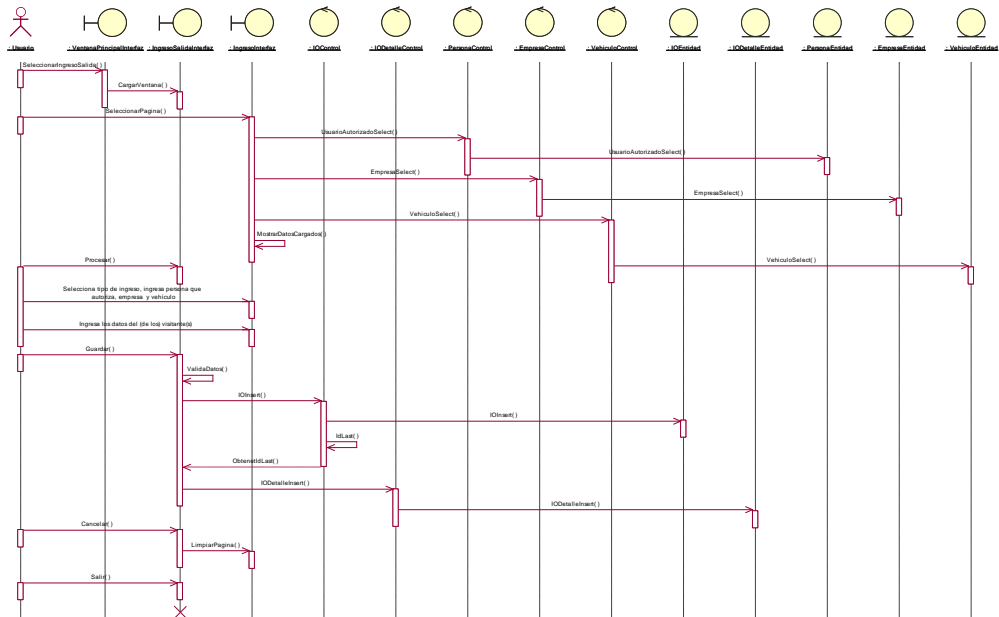 : Usuario
: VentanaPrincipalInterfaz
: IngresoSalidaInterfaz
: IngresoInterfaz
: IOControl
: IODetalleControl
: PersonaControl
: EmpresaControl
: VehiculoControl
: IOEntidad
: IODetalleEntidad
: PersonaEntidad
: EmpresaEntidad
: VehiculoEntidad
SeleccionarIngresoSalida( )
CargarVentana( )
SeleccionarPagina( )
UsuarioAutorizadoSelect( )
UsuarioAutorizadoSelect( )
EmpresaSelect( )
EmpresaSelect( )
VehiculoSelect( )
MostrarDatosCargados( )
Procesar( )
VehiculoSelect( )
Selecciona tipo de ingreso, ingresa persona que
autoriza, empresa y vehículo
Ingresa los datos del (de los) visitante(s)
Guardar( )
ValidaDatos( )
IOInsert( )
IOInsert( )
IdLast( )
ObtenerIdLast( )
IODetalleInsert( )
IODetalleInsert( )
Cancelar( )
LimpiarPagina( )
Salir( )